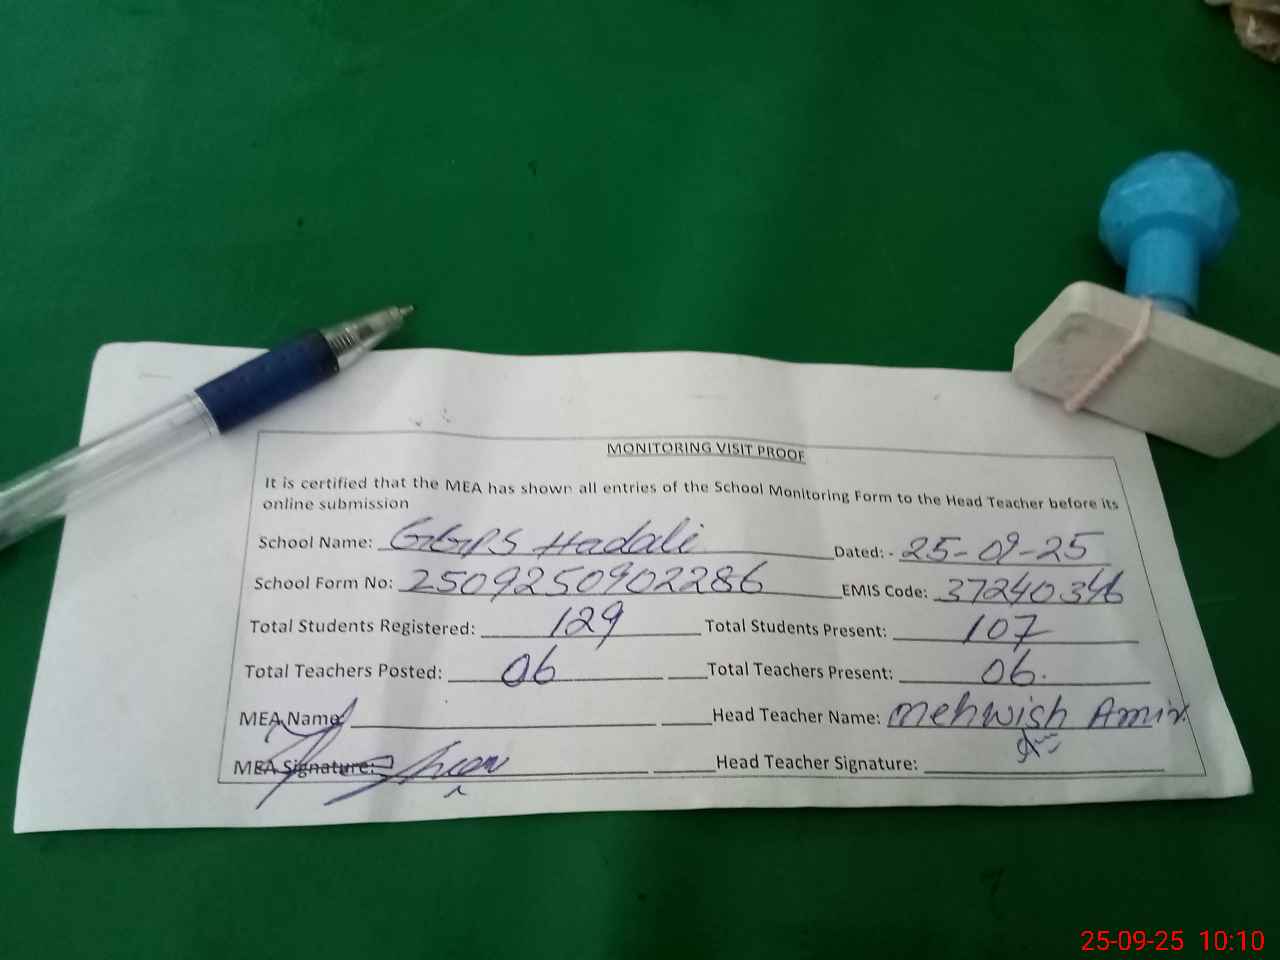 MONITORING VISIT PROOF
It is certified that the MEA has shown all entries of the School Monitoring Form to the Head Teacher before its
online submission
School Name: GGPS Hadali Dated: - 25-09-25
School Form No: 2509250902286 EMIS Code: 37240346
Total Students Registered: 129 Total Students Present: 107
Total Teachers Posted: 06 Total Teachers Present: 06.
MEA Name: Head Teacher Name: Mehwish Amir
MEA Signature: Head Teacher Signature:
25-09-25 10:10